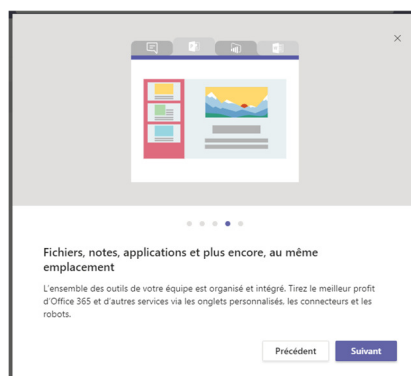 Fichiers, notes, applications et plus encore, au même
emplacement
L'ensemble des outils de votre équipe est organisé et intégré. Tirez le meilleur profit
d'Office 365 et d'autres services via les onglets personnalisés, les connecteurs et les
robots.
Précédent Suivant